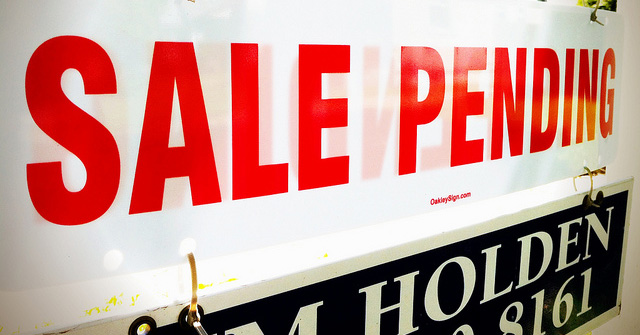 SALE PENDING
OakleySign.com
HOLDEN
8161